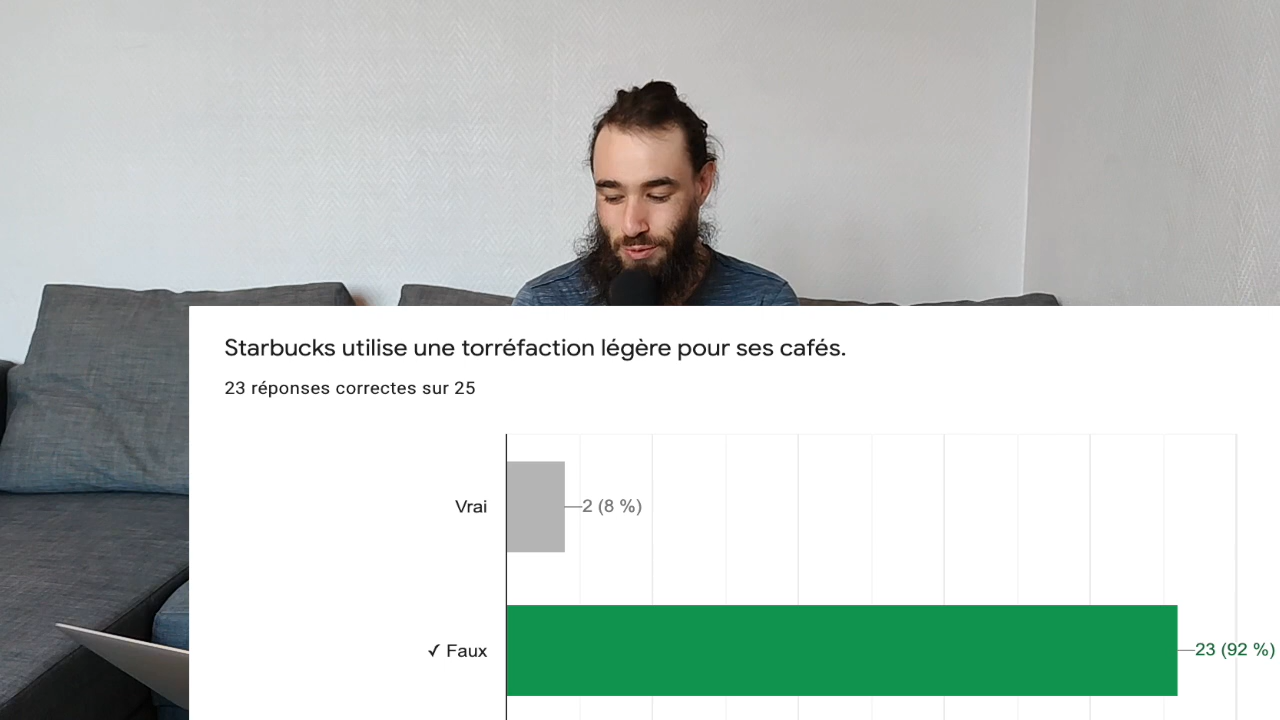 Starbucks utilise une torréfaction légère pour ses cafés.
23 réponses correctes sur 25
Vrai
2 (8 %)
✓ Faux
23 (92 %)